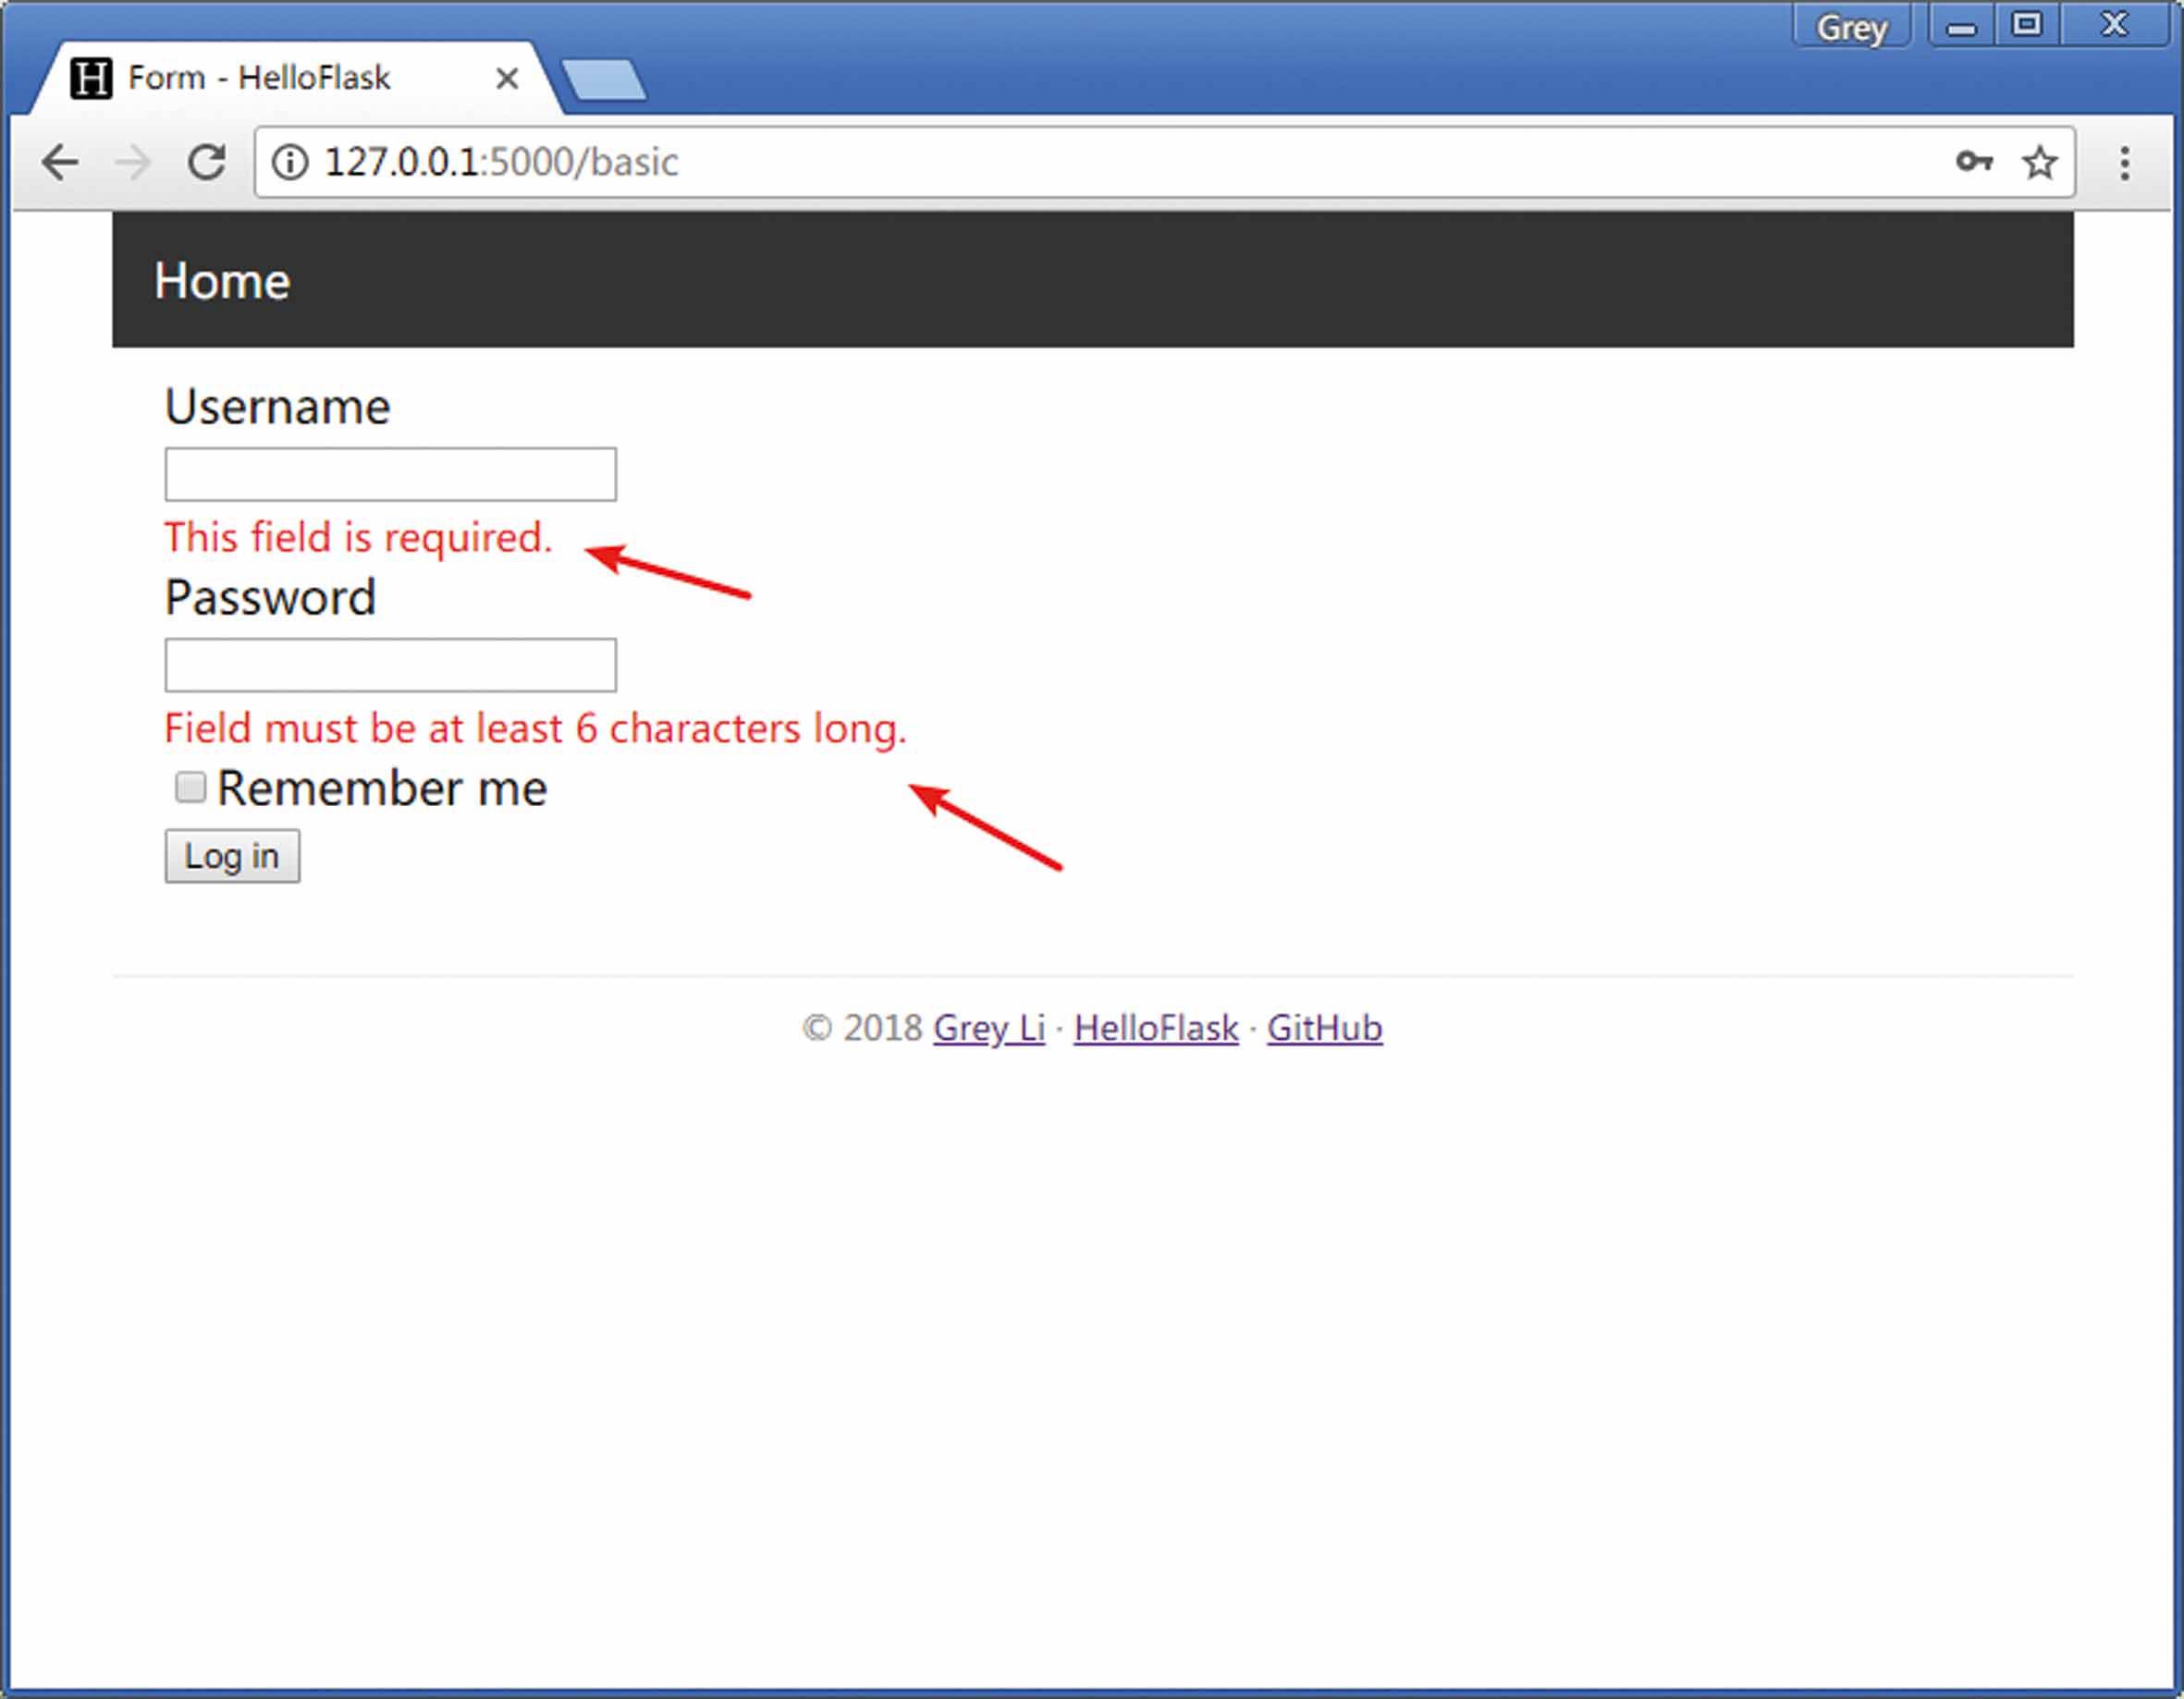 Grey
H Form - HelloFlask
127.0.0.1:5000/basic
Home
Username
This field is required.
Password
Field must be at least 6 characters long.
Remember me
Log in
© 2018 Grey Li · HelloFlask · GitHub